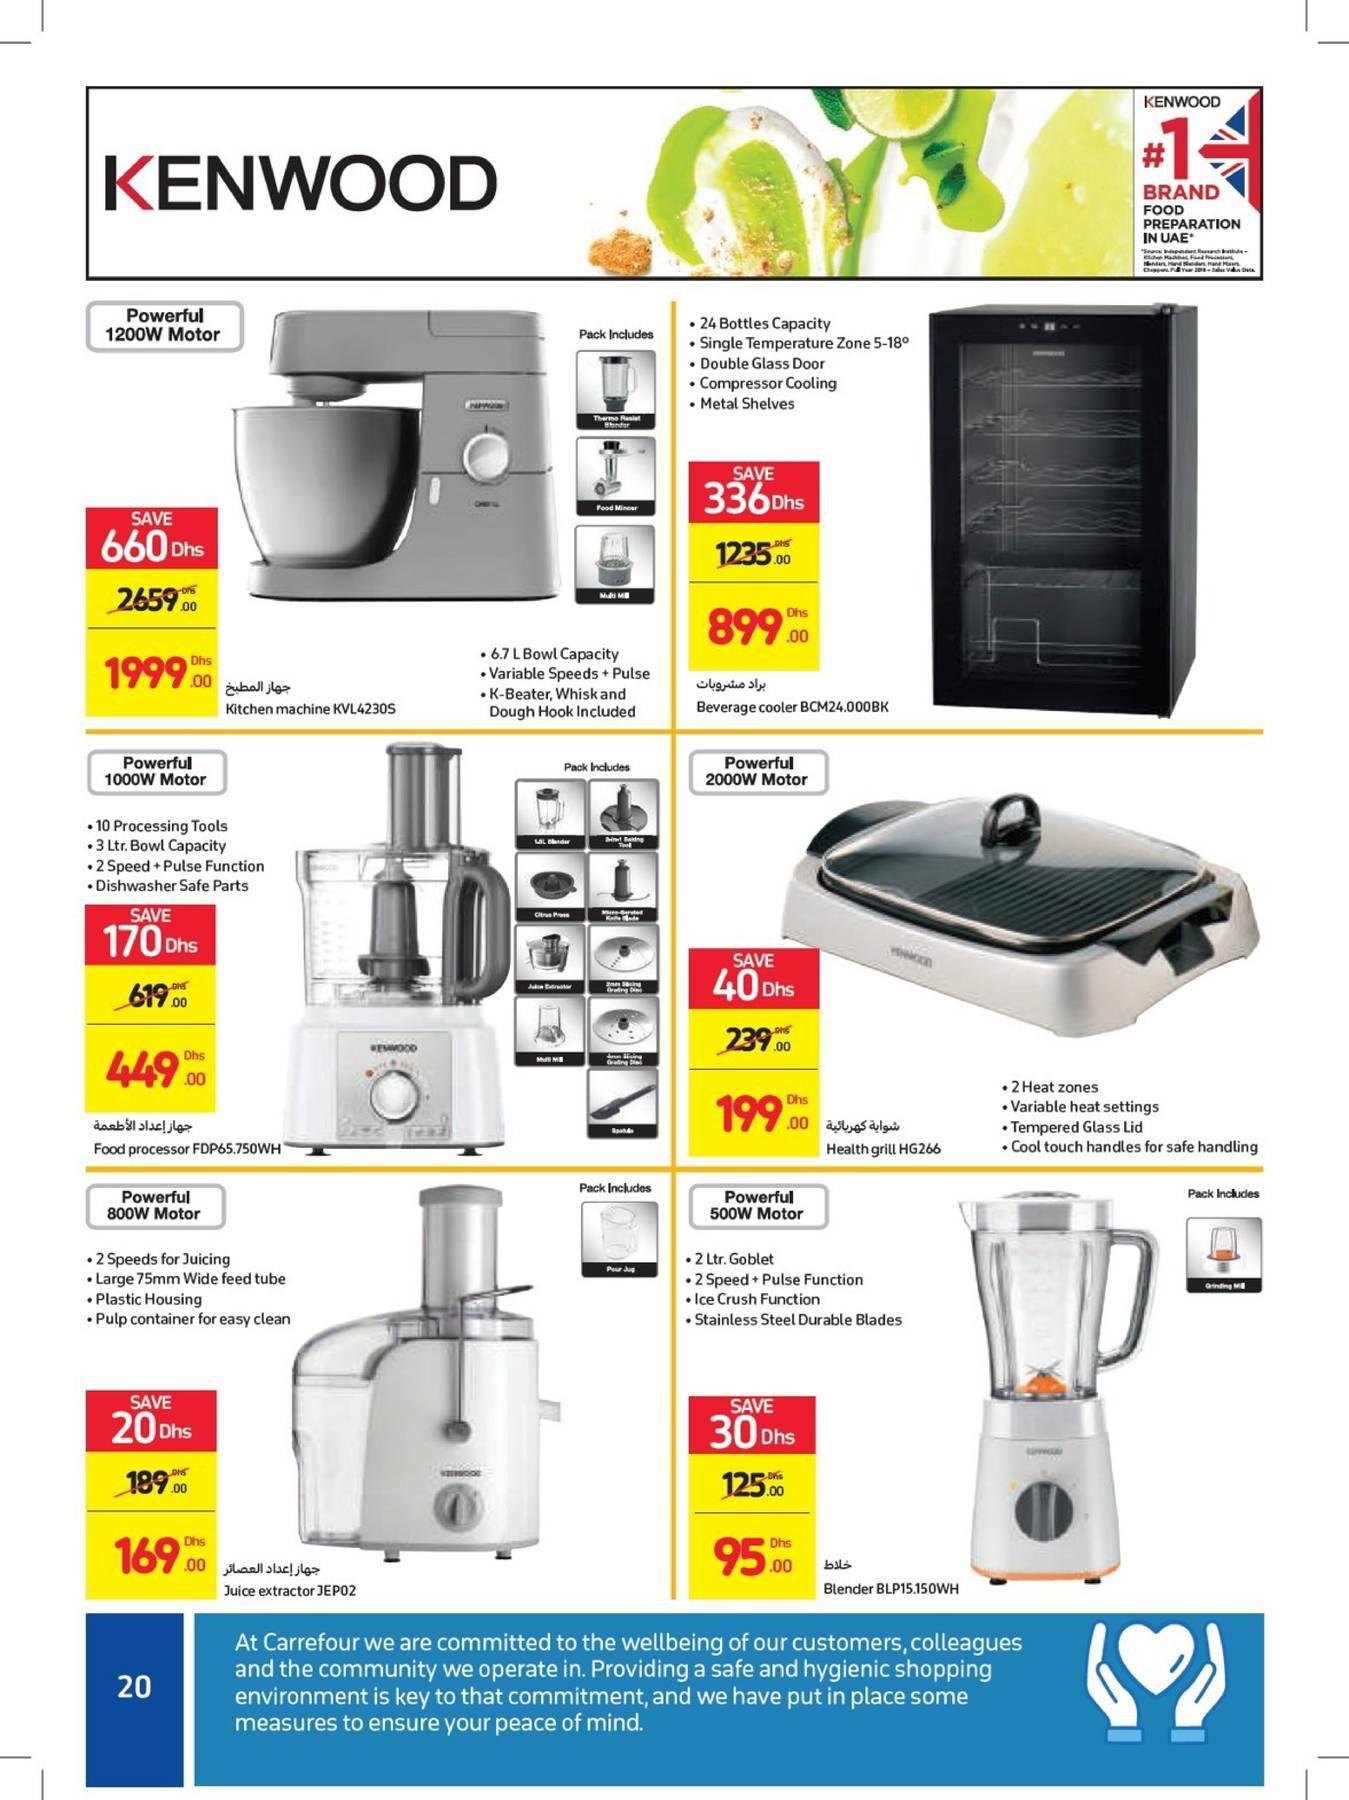 KENWOOD
KENWOOD
#1
BRAND
FOOD
PREPARATION
IN UAE*
*Source: Independent Research Institute –
Kitchen Machines, Food Processors,
Blenders, Hand Blenders, Hand Mixers,
Choppers. Full Year 2019 – Sales Value Data.
Powerful
1200W Motor
Pack Includes
Thermo Resist
Blender
Food Mincer
Multi Mill
SAVE
660 Dhs
2659.00 Dhs
1999.00 Dhs
جهاز المطبخ
Kitchen machine KVL4230S
• 6.7 L Bowl Capacity
• Variable Speeds + Pulse
• K-Beater, Whisk and
Dough Hook Included
• 24 Bottles Capacity
• Single Temperature Zone 5-18º
• Double Glass Door
• Compressor Cooling
• Metal Shelves
SAVE
336 Dhs
1235.00 Dhs
899.00 Dhs
براد مشروبات
Beverage cooler BCM24.000BK
Powerful
1000W Motor
• 10 Processing Tools
• 3 Ltr. Bowl Capacity
• 2 Speed + Pulse Function
• Dishwasher Safe Parts
SAVE
170 Dhs
619.00 Dhs
449.00 Dhs
جهاز إعداد الأطعمة
Food processor FDP65.750WH
KENWOOD
Pack Includes
1.5L Blender
3-in-1 Baking
Tool
Citrus Press
Micro-Serated
Knife Blade
Juice Extractor
2mm Slicing
Grating Disc
Multi Mill
4mm Slicing
Grating Disc
Spatula
Powerful
2000W Motor
KENWOOD
SAVE
40 Dhs
239.00 Dhs
199.00 Dhs
شواية كهربائية
Health grill HG266
• 2 Heat zones
• Variable heat settings
• Tempered Glass Lid
• Cool touch handles for safe handling
Powerful
800W Motor
• 2 Speeds for Juicing
• Large 75mm Wide feed tube
• Plastic Housing
• Pulp container for easy clean
Pack Includes
Pour Jug
KENWOOD
SAVE
20 Dhs
189.00 Dhs
169.00 Dhs
جهاز إعداد العصائر
Juice extractor JEP02
Powerful
500W Motor
• 2 Ltr. Goblet
• 2 Speed + Pulse Function
• Ice Crush Function
• Stainless Steel Durable Blades
Pack Includes
Grinding Mill
KENWOOD
SAVE
30 Dhs
125.00 Dhs
95.00 Dhs
خلاط
Blender BLP15.150WH
20
At Carrefour we are committed to the wellbeing of our customers, colleagues
and the community we operate in. Providing a safe and hygienic shopping
environment is key to that commitment, and we have put in place some
measures to ensure your peace of mind.